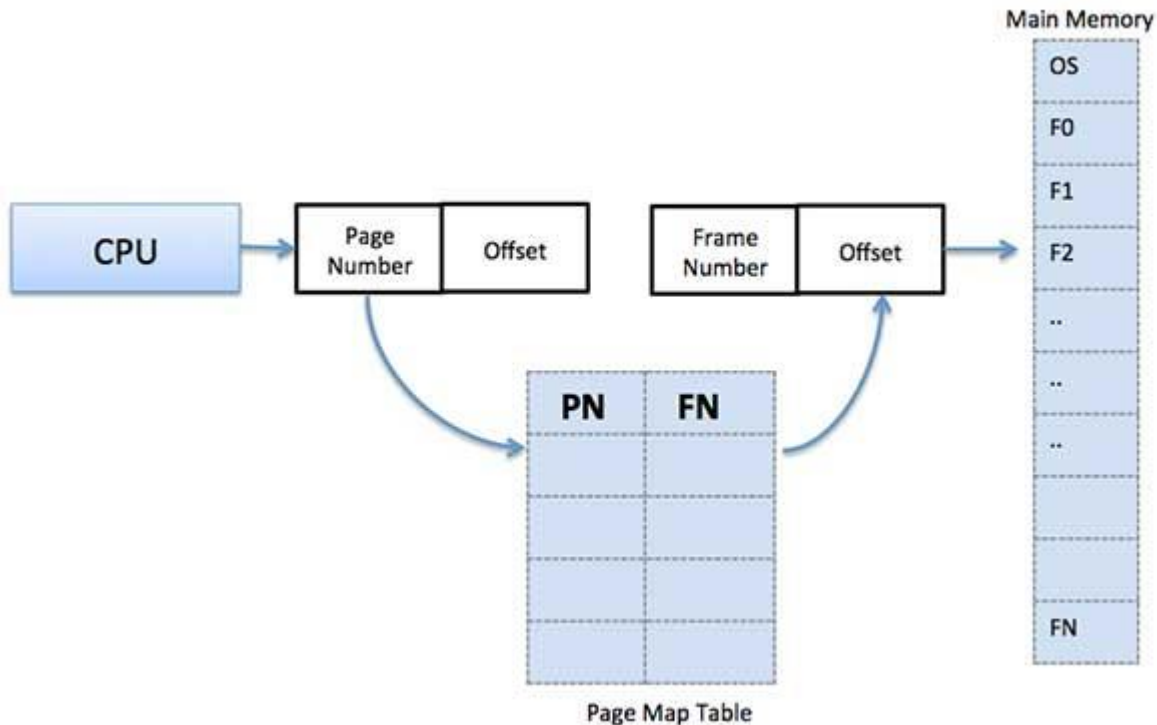 Main Memory
OS
F0
F1
CPU
Page
Number
Offset
Frame
Number
Offset
F2
..
..
..
PN
FN
FN
Page Map Table